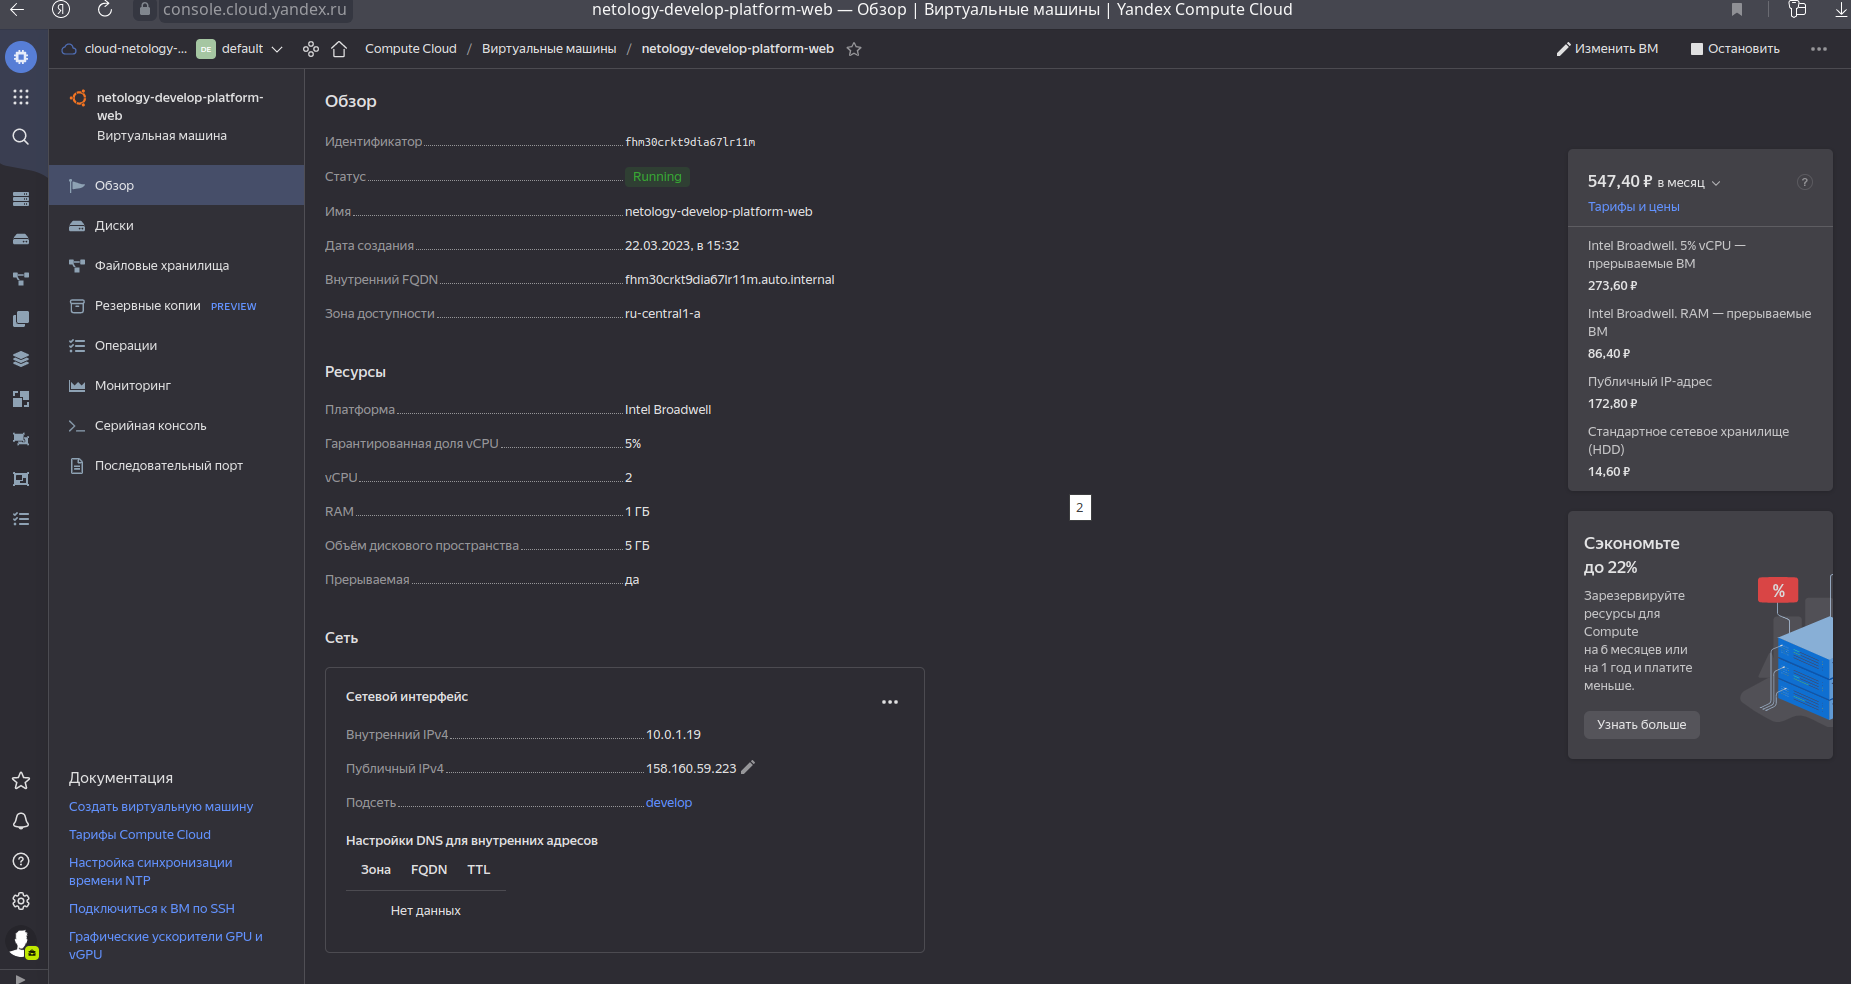 console.cloud.yandex.ru
netology-develop-platform-web — Обзор | Виртуальные машины | Yandex Compute Cloud
cloud-netology-...
DE
default
Compute Cloud / Виртуальные машины / netology-develop-platform-web
Изменить ВМ
Остановить
netology-develop-platform-
web
Виртуальная машина
Обзор
Диски
Файловые хранилища
Резервные копии PREVIEW
Операции
Мониторинг
Серийная консоль
Последовательный порт
Документация
Создать виртуальную машину
Тарифы Compute Cloud
Настройка синхронизации
времени NTP
Подключиться к ВМ по SSH
Графические ускорители GPU и
vGPU
Обзор
Идентификатор fhm30crkt9dia67lr11m
Статус Running
Имя netology-develop-platform-web
Дата создания 22.03.2023, в 15:32
Внутренний FQDN fhm30crkt9dia67lr11m.auto.internal
Зона доступности ru-central1-a
Ресурсы
Платформа Intel Broadwell
Гарантированная доля vCPU 5%
vCPU 2
RAM 1 ГБ
Объём дискового пространства 5 ГБ
Прерываемая да
2
Сеть
Сетевой интерфейс
Внутренний IPv4 10.0.1.19
Публичный IPv4 158.160.59.223
Подсеть develop
Настройки DNS для внутренних адресов
Зона FQDN TTL
Нет данных
547,40 ₽ в месяц
?
Тарифы и цены
Intel Broadwell. 5% vCPU —
прерываемые ВМ
273,60 ₽
Intel Broadwell. RAM — прерываемые
ВМ
86,40 ₽
Публичный IP-адрес
172,80 ₽
Стандартное сетевое хранилище
(HDD)
14,60 ₽
Сэкономьте
до 22%
Зарезервируйте
ресурсы для
Compute
на 6 месяцев или
на 1 год и платите
меньше.
%
Узнать больше